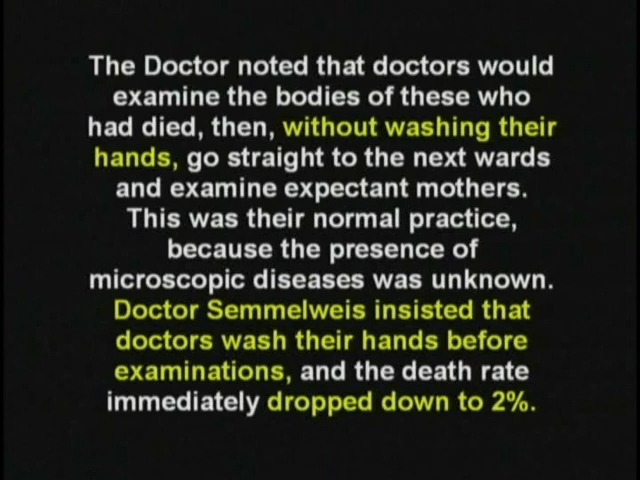 The Doctor noted that doctors would
examine the bodies of these who
had died, then, without washing their
hands, go straight to the next wards
and examine expectant mothers.
This was their normal practice,
because the presence of
microscopic diseases was unknown.
Doctor Semmelweis insisted that
doctors wash their hands before
examinations, and the death rate
immediately dropped down to 2%.